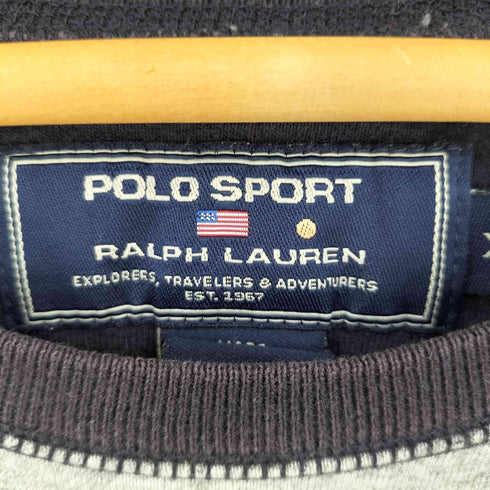 POLO SPORT
RALPH LAUREN
EXPLORERS, TRAVELERS & ADVENTURERS
EST. 1967